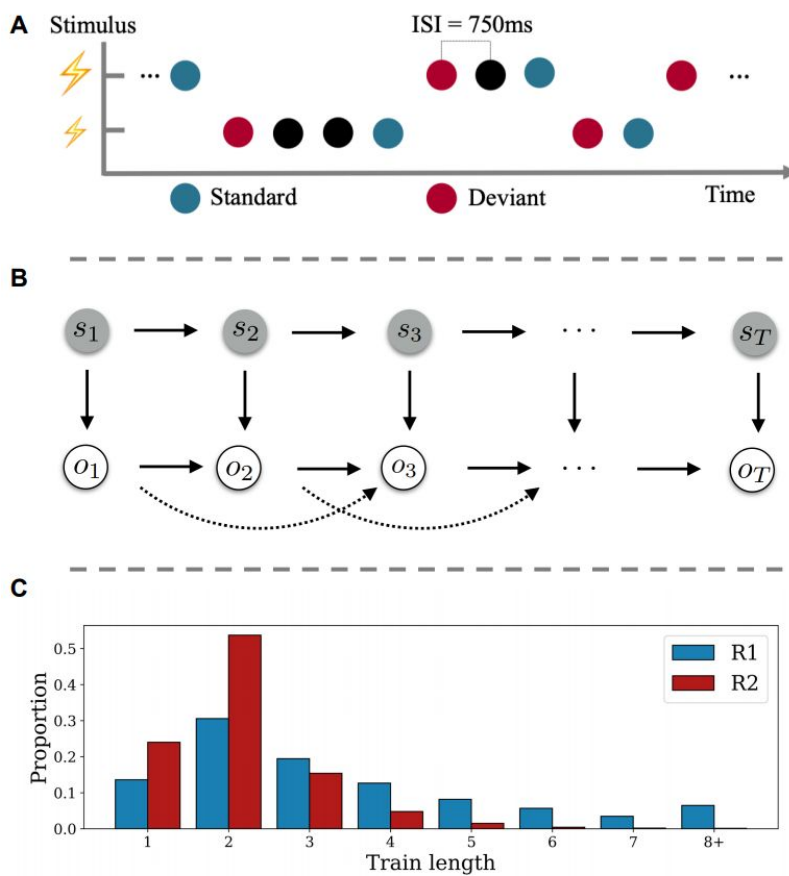 A
Stimulus
ISI = 750ms
... ...
Standard Deviant Time
B
s1 s2 s3 ... sT
o1 o2 o3 ... oT
C
Proportion
0.5
0.4
0.3
0.2
0.1
0.0
R1
R2
1 2 3 4 5 6 7 8+
Train length